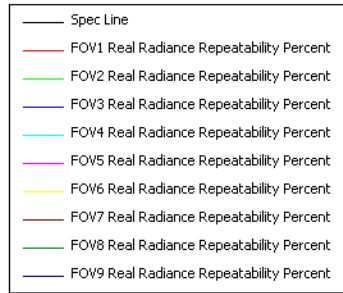 Spec Line
FOV1 Real Radiance Repeatability Percent
FOV2 Real Radiance Repeatability Percent
FOV3 Real Radiance Repeatability Percent
FOV4 Real Radiance Repeatability Percent
FOV5 Real Radiance Repeatability Percent
FOV6 Real Radiance Repeatability Percent
FOV7 Real Radiance Repeatability Percent
FOV8 Real Radiance Repeatability Percent
FOV9 Real Radiance Repeatability Percent